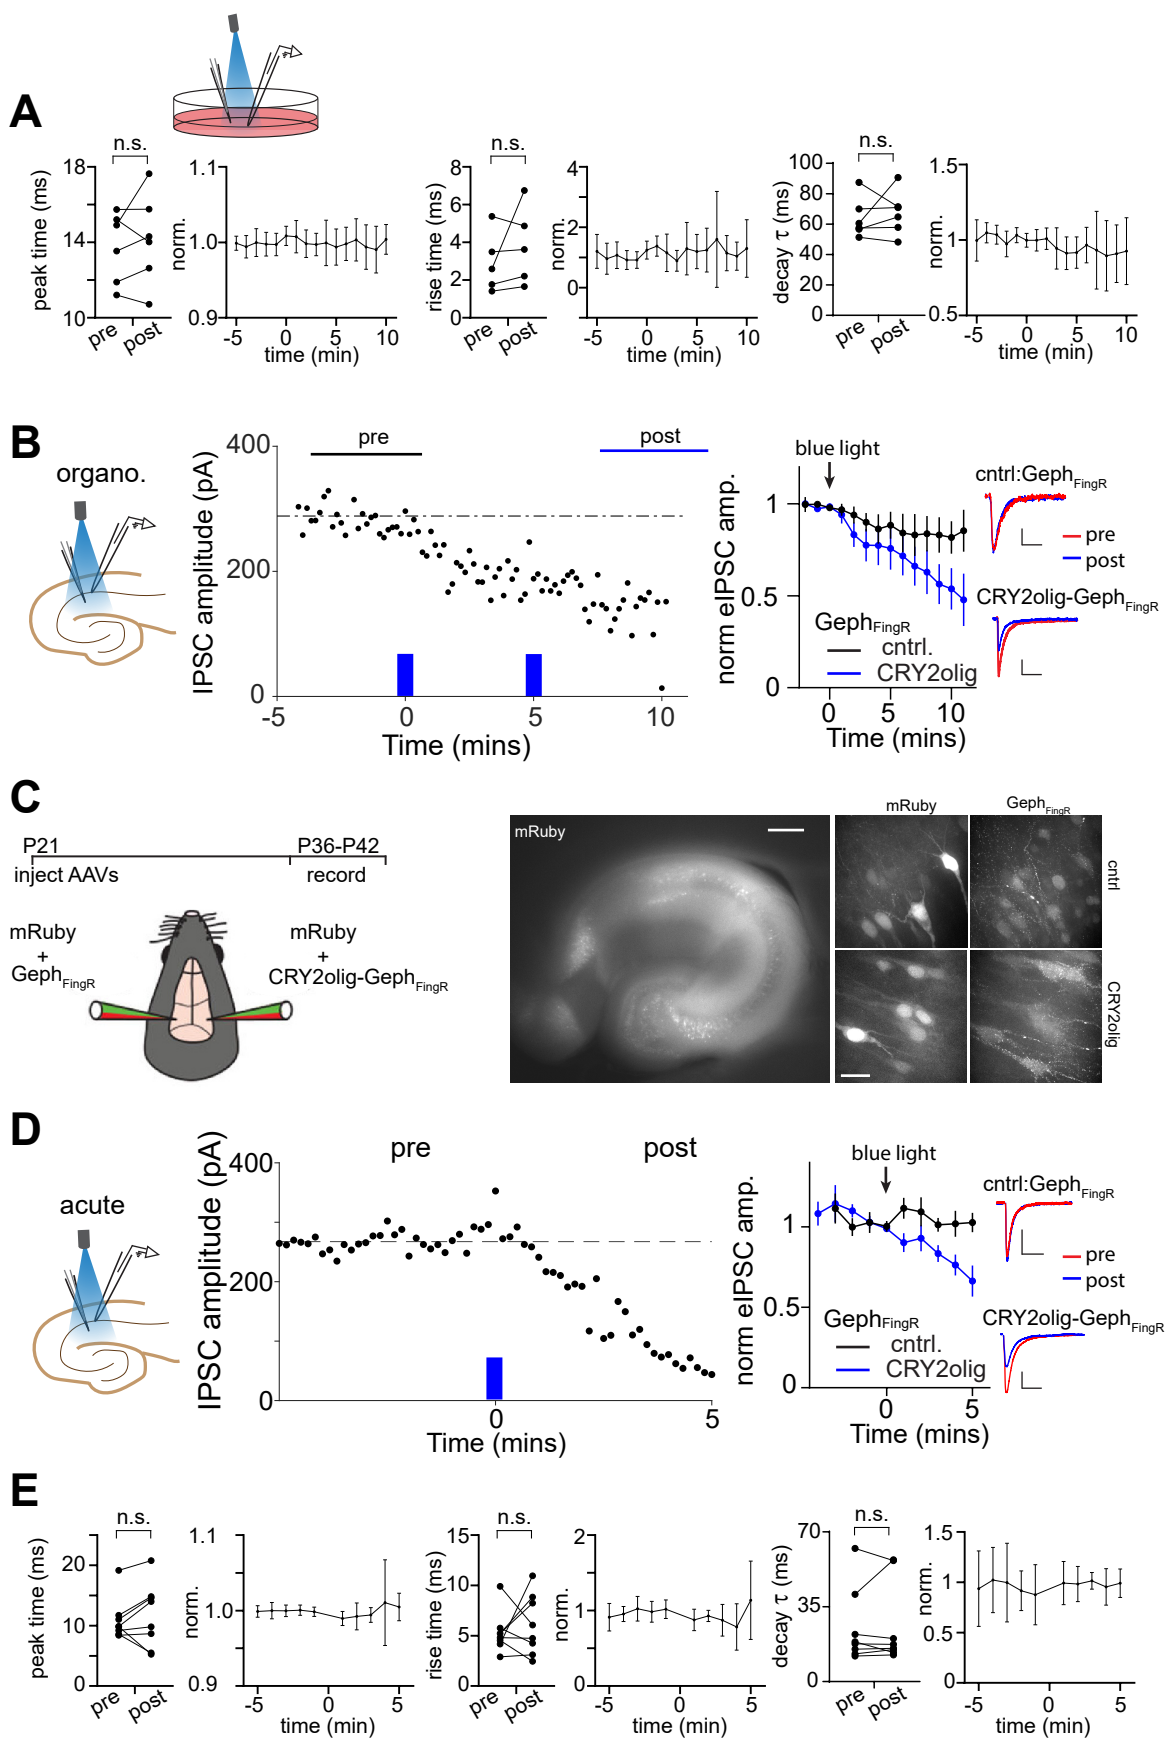 A
n.s.
18
14
10
peak time (ms)
pre
post
1.1
1.0
0.9
norm.
-5
0
5
10
time (min)
n.s.
8
6
4
2
0
rise time (ms)
pre
post
4
2
0
norm.
-5
0
5
10
time (min)
n.s.
100
80
60
40
20
0
decay τ (ms)
pre
post
1.5
1
0.5
norm.
-5
0
5
10
time (min)
B
organo.
400
200
0
IPSC amplitude (pA)
pre
post
-5
0
5
10
Time (mins)
blue light
1
0.5
0
norm eIPSC amp.
GephFingR
cntrl.
CRY2olig
0
5
10
Time (mins)
cntrl:GephFingR
pre
post
CRY2olig-GephFingR
C
P21
P36-P42
inject AAVs
record
mRuby
+
GephFingR
mRuby
+
CRY2olig-GephFingR
mRuby
mRuby
GephFingR
cntrl
CRY2olig
D
acute
400
200
0
IPSC amplitude (pA)
pre
post
0
5
Time (mins)
blue light
1
0.5
0
norm eIPSC amp.
GephFingR
cntrl.
CRY2olig
0
5
Time (mins)
cntrl:GephFingR
pre
post
CRY2olig-GephFingR
E
n.s.
20
10
0
peak time (ms)
pre
post
1.1
1.0
0.9
norm.
-5
0
5
time (min)
n.s.
15
10
5
0
rise time (ms)
pre
post
2
1
0
norm.
-5
0
5
time (min)
n.s.
70
35
0
decay τ (ms)
pre
post
1.5
1
0.5
0
norm.
-5
0
5
time (min)